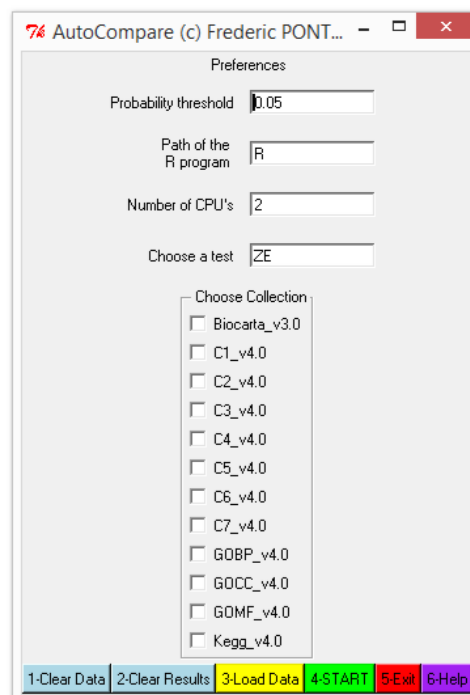 AutoCompare (c) Frederic PONT...
Preferences
Probability threshold 0.05
Path of the
R program R
Number of CPU's 2
Choose a test ZE
Choose Collection
Biocarta_v3.0
C1_v4.0
C2_v4.0
C3_v4.0
C4_v4.0
C5_v4.0
C6_v4.0
C7_v4.0
GOBP_v4.0
GOCC_v4.0
GOMF_v4.0
Kegg_v4.0
1-Clear Data 2-Clear Results 3-Load Data 4-START 5-Exit 6-Help